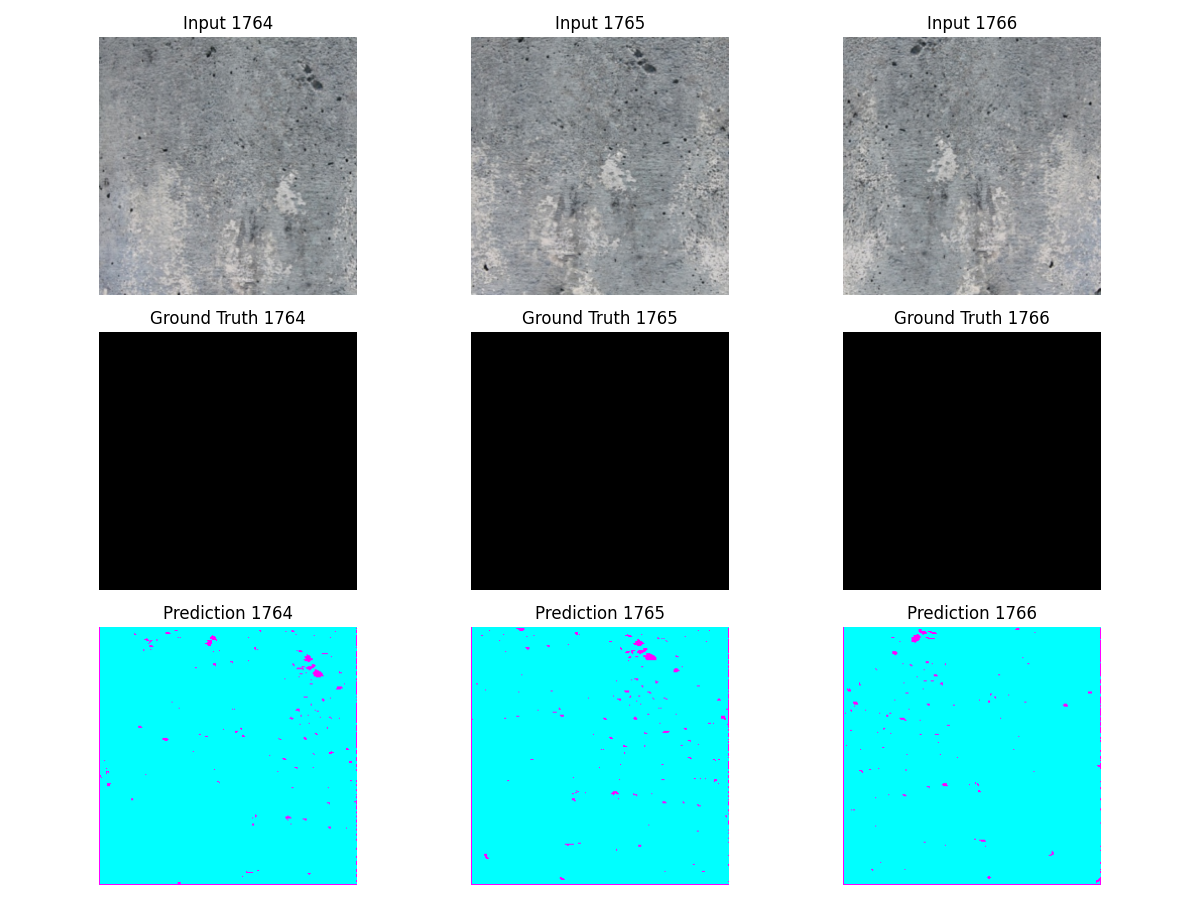 Input 1764
Input 1765
Input 1766
Ground Truth 1764
Ground Truth 1765
Ground Truth 1766
Prediction 1764
Prediction 1765
Prediction 1766